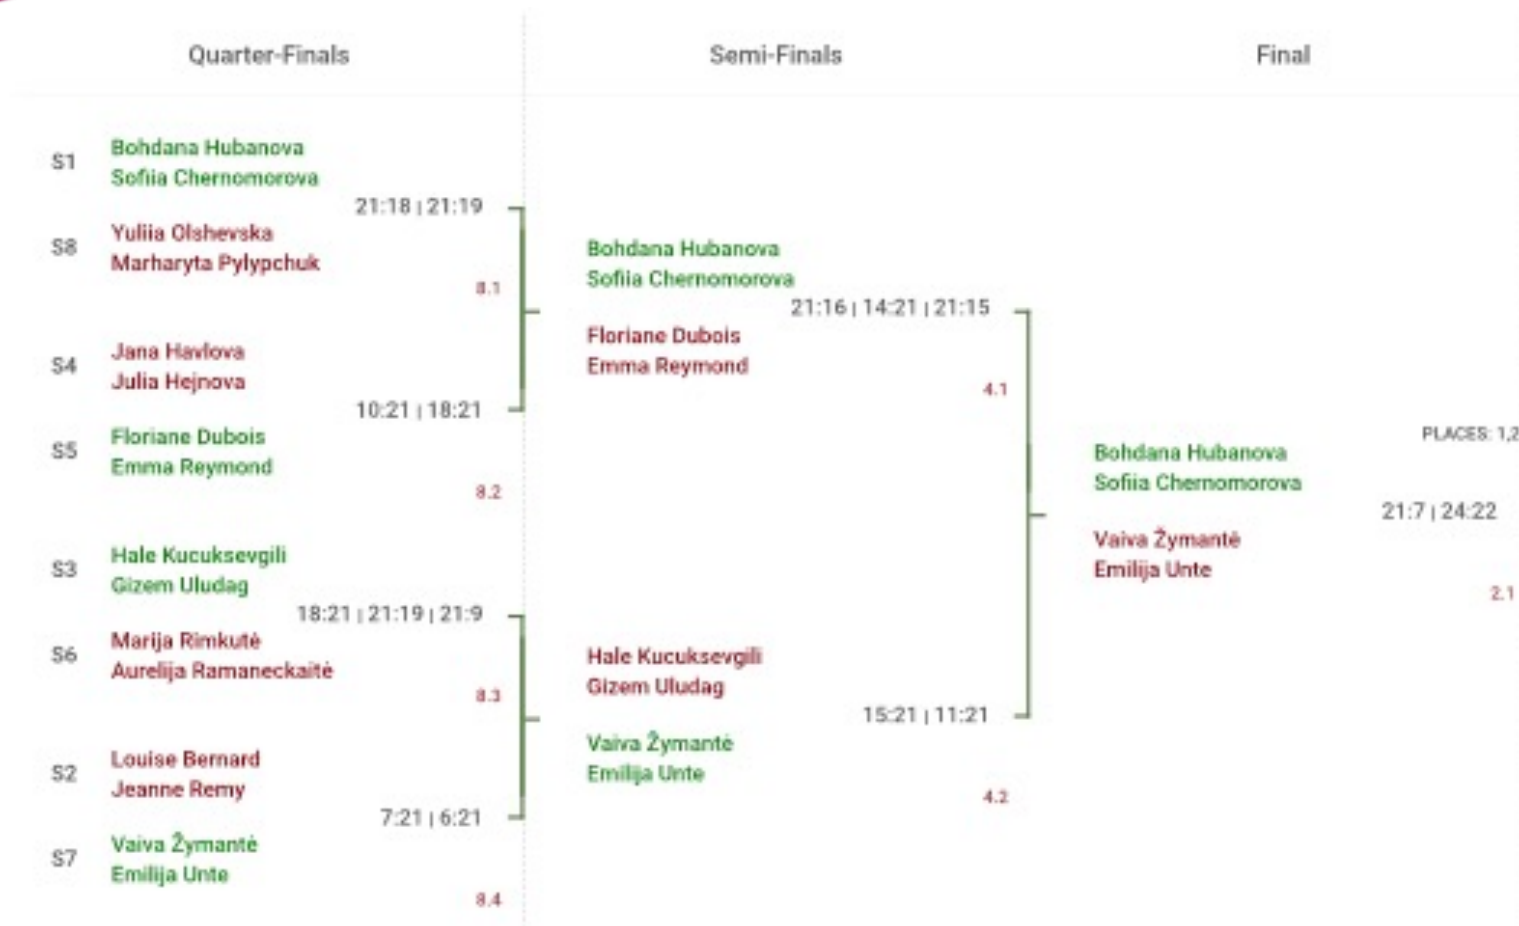 Quarter-Finals
Semi-Finals
Final
S1
Bohdana Hubanova
Sofiia Chernomorova
21:18 | 21:19
S8
Yuliia Olshevska
Marharyta Pylypchuk
8.1
S4
Jana Havlova
Julia Hejnova
10:21 | 18:21
S5
Floriane Dubois
Emma Reymond
8.2
S3
Hale Kucuksevgili
Gizem Uludag
18:21 | 21:19 | 21:9
S6
Marija Rimkutė
Aurelija Ramaneckaitė
8.3
S2
Louise Bernard
Jeanne Remy
7:21 | 6:21
S7
Vaiva Žymantė
Emilija Unte
8.4
Bohdana Hubanova
Sofiia Chernomorova
21:16 | 14:21 | 21:15
Floriane Dubois
Emma Reymond
4.1
Hale Kucuksevgili
Gizem Uludag
15:21 | 11:21
Vaiva Žymantė
Emilija Unte
4.2
PLACES: 1,2
Bohdana Hubanova
Sofiia Chernomorova
21:7 | 24:22
Vaiva Žymantė
Emilija Unte
2.1